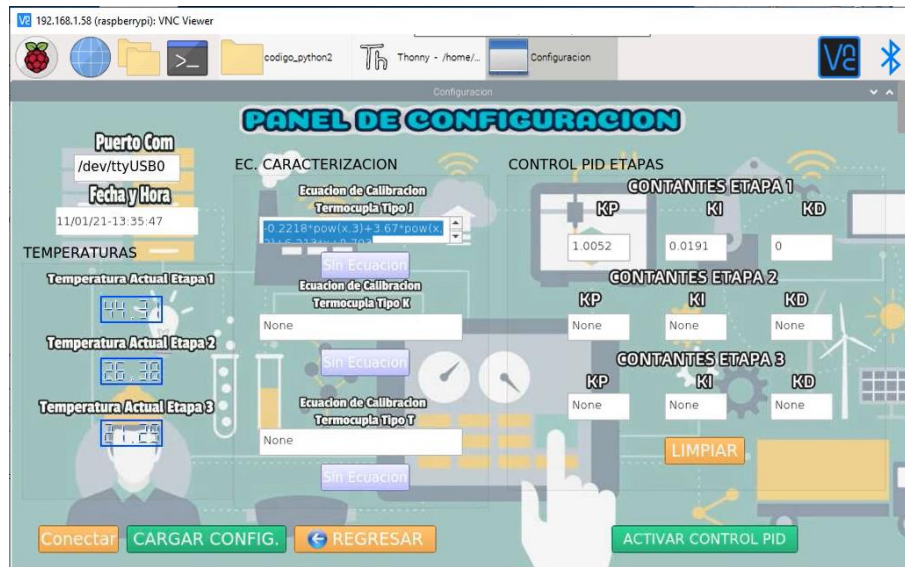 192.168.1.58 (raspberrypi): VNC Viewer
codigo_python2
Thonny - /home/...
Configuracion
Configuracion
PANEL DE CONFIGURACION
Puerto Com
/dev/ttyUSB0
Fecha y Hora
11/01/21-13:35:47
TEMPERATURAS
Temperatura Actual Etapa 1
44.31
Temperatura Actual Etapa 2
26.38
Temperatura Actual Etapa 3
EC. CARACTERIZACION
Ecuacion de Calibracion
Termocupla Tipo J
-0.2218*pow(x,3)+3.67*pow(x,
Sin Ecuacion
Ecuacion de Calibracion
Termocupla Tipo K
None
Sin Ecuacion
Ecuacion de Calibracion
Termocupla Tipo T
None
Sin Ecuacion
CONTROL PID ETAPAS
CONTANTES ETAPA 1
KP KI KD
1.0052 0.0191 0
CONTANTES ETAPA 2
KP KI KD
None None None
CONTANTES ETAPA 3
KP KI KD
None None None
LIMPIAR
Conectar CARGAR CONFIG. REGRESAR ACTIVAR CONTROL PID